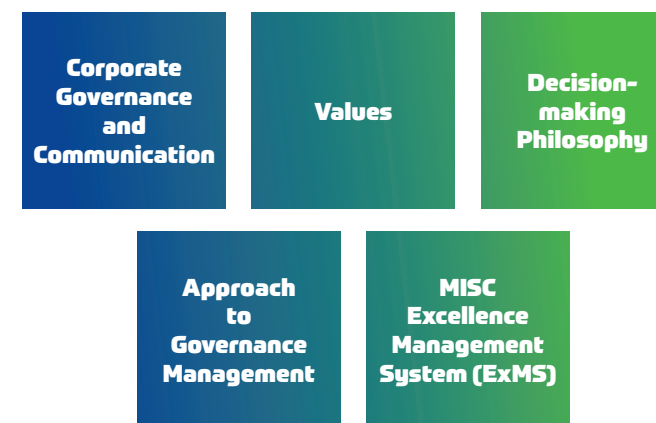 Corporate
Governance
and
Communication
Values
Decision-
making
Philosophy
Approach
to
Governance
Management
MISC
Excellence
Management
System (ExMS)